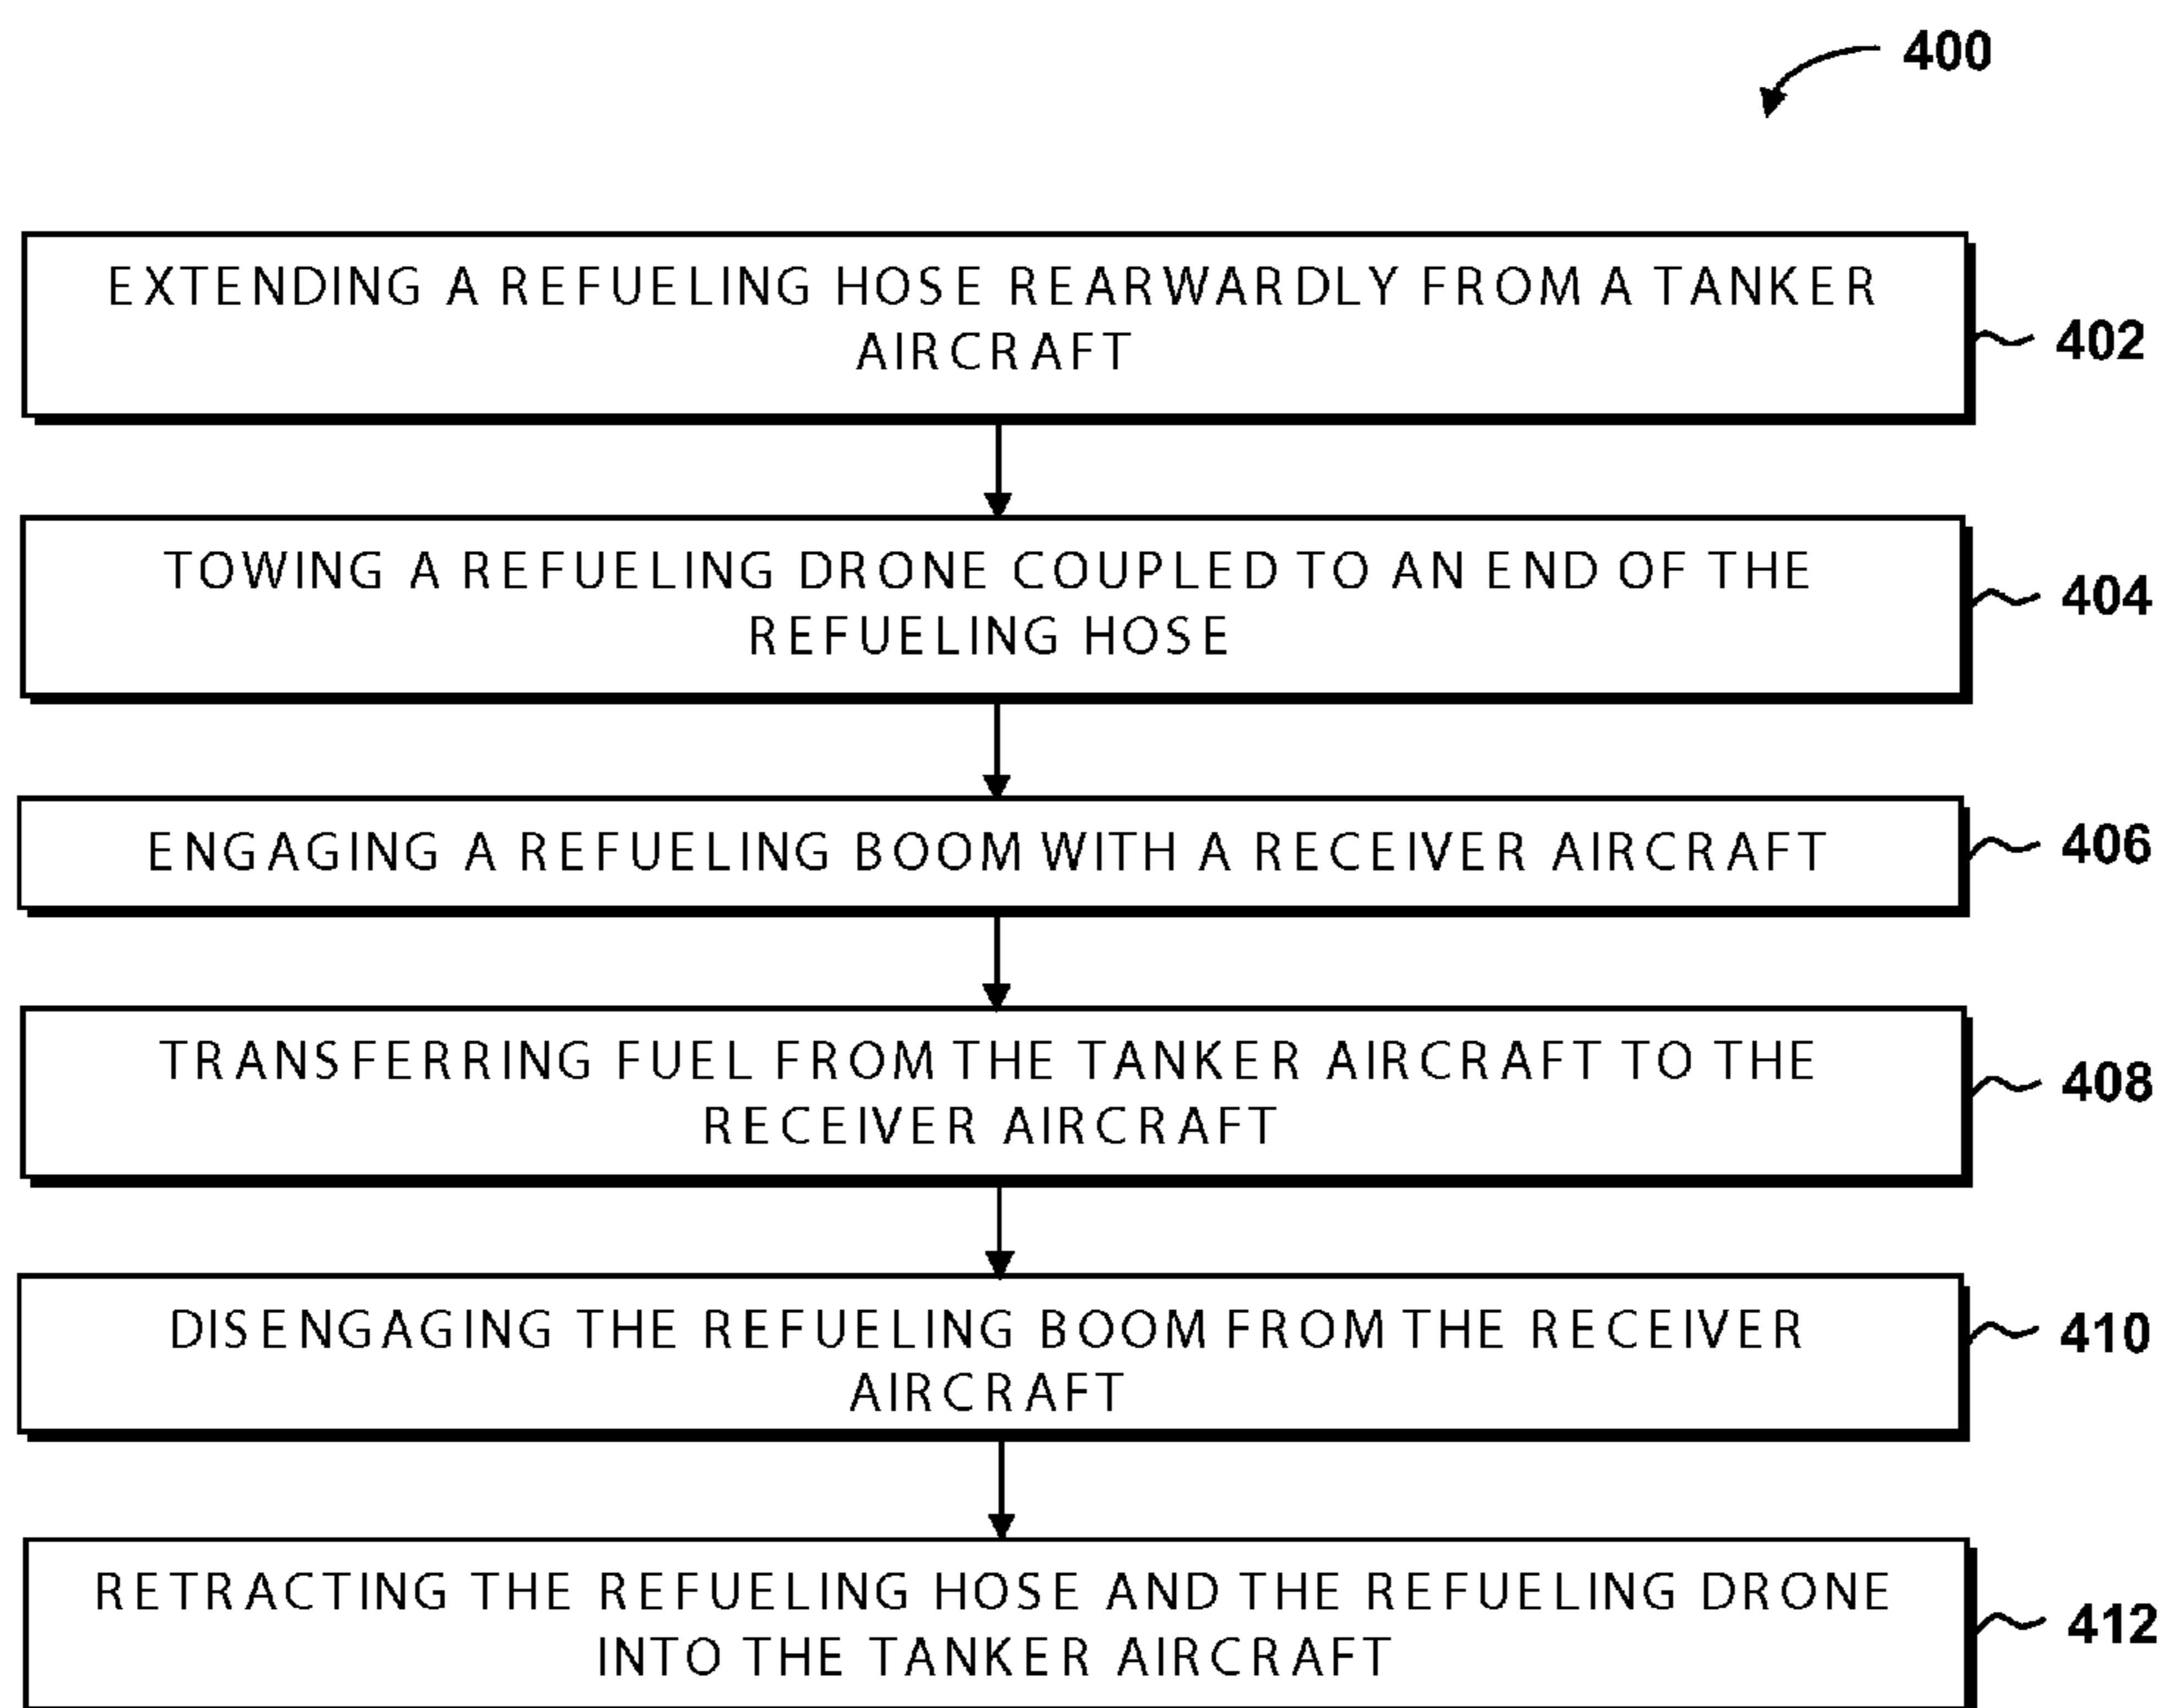 400
EXTENDING A REFUELING HOSE REARWARDLY FROM A TANKER
AIRCRAFT
402
TOWING A REFUELING DRONE COUPLED TO AN END OF THE
REFUELING HOSE
404
ENGAGING A REFUELING BOOM WITH A RECEIVER AIRCRAFT
406
TRANSFERRING FUEL FROM THE TANKER AIRCRAFT TO THE
RECEIVER AIRCRAFT
408
DISENGAGING THE REFUELING BOOM FROM THE RECEIVER
AIRCRAFT
410
RETRACTING THE REFUELING HOSE AND THE REFUELING DRONE
INTO THE TANKER AIRCRAFT
412